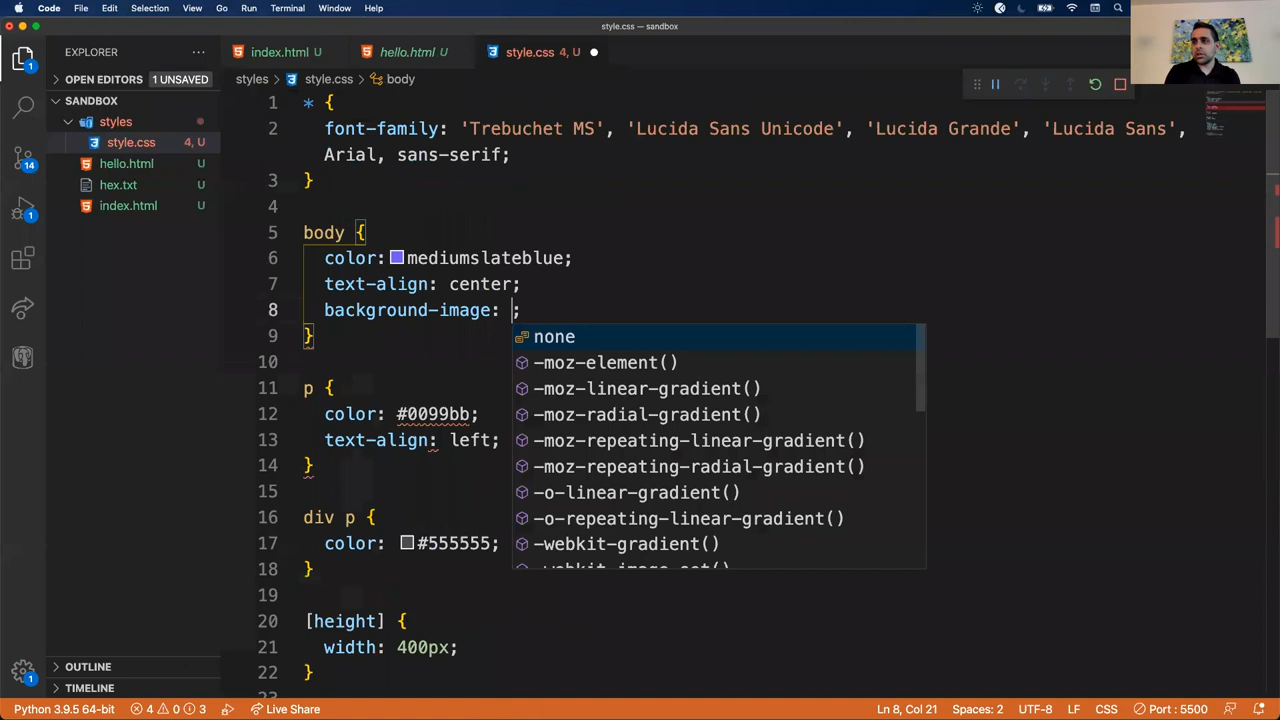 Code File Edit Selection View Go Run Terminal Window Help
style.css — sandbox
EXPLORER
index.html U
hello.html U
style.css 4, U
OPEN EDITORS 1 UNSAVED
styles > style.css > body
SANDBOX
styles
style.css 4, U
hello.html U
hex.txt U
index.html U
1
14
1
1
1 * {
2 font-family: 'Trebuchet MS', 'Lucida Sans Unicode', 'Lucida Grande', 'Lucida Sans',
Arial, sans-serif;
3 }
4
5 body {
6 color: mediumslateblue;
7 text-align: center;
8 background-image: ;
9 }
10
11 p {
12 color: #0099bb;
13 text-align: left;
14 }
15
16 div p {
17 color: #555555;
18 }
19
20 [height] {
21 width: 400px;
22 }
none
-moz-element()
-moz-linear-gradient()
-moz-radial-gradient()
-moz-repeating-linear-gradient()
-moz-repeating-radial-gradient()
-o-linear-gradient()
-o-repeating-linear-gradient()
-webkit-gradient()
-webkit-image-set()
OUTLINE
TIMELINE
Python 3.9.5 64-bit 4 0 3 Live Share Ln 8, Col 21 Spaces: 2 UTF-8 LF CSS Port : 5500